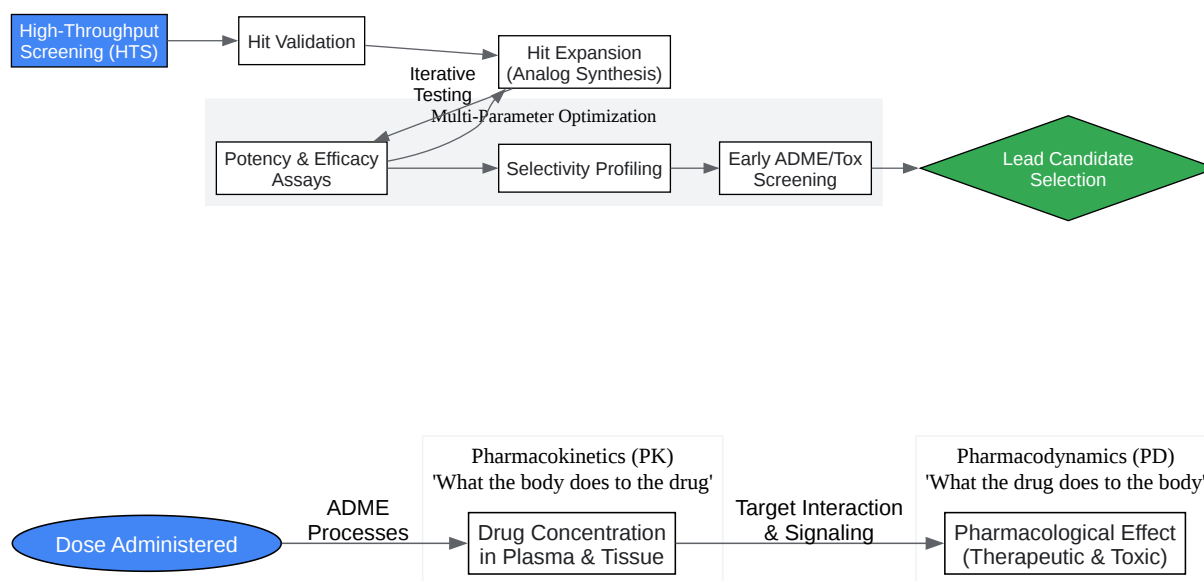 High-Throughput
Screening (HTS)
Hit Validation
Hit Expansion
(Analog Synthesis)
Iterative
Testing
Multi-Parameter Optimization
Potency & Efficacy
Assays
Selectivity Profiling
Early ADME/Tox
Screening
Lead Candidate
Selection
Pharmacokinetics (PK)
'What the body does to the drug'
Pharmacodynamics (PD)
'What the drug does to the body'
Dose Administered
ADME
Processes
Drug Concentration
in Plasma & Tissue
Target Interaction
& Signaling
Pharmacological Effect
(Therapeutic & Toxic)